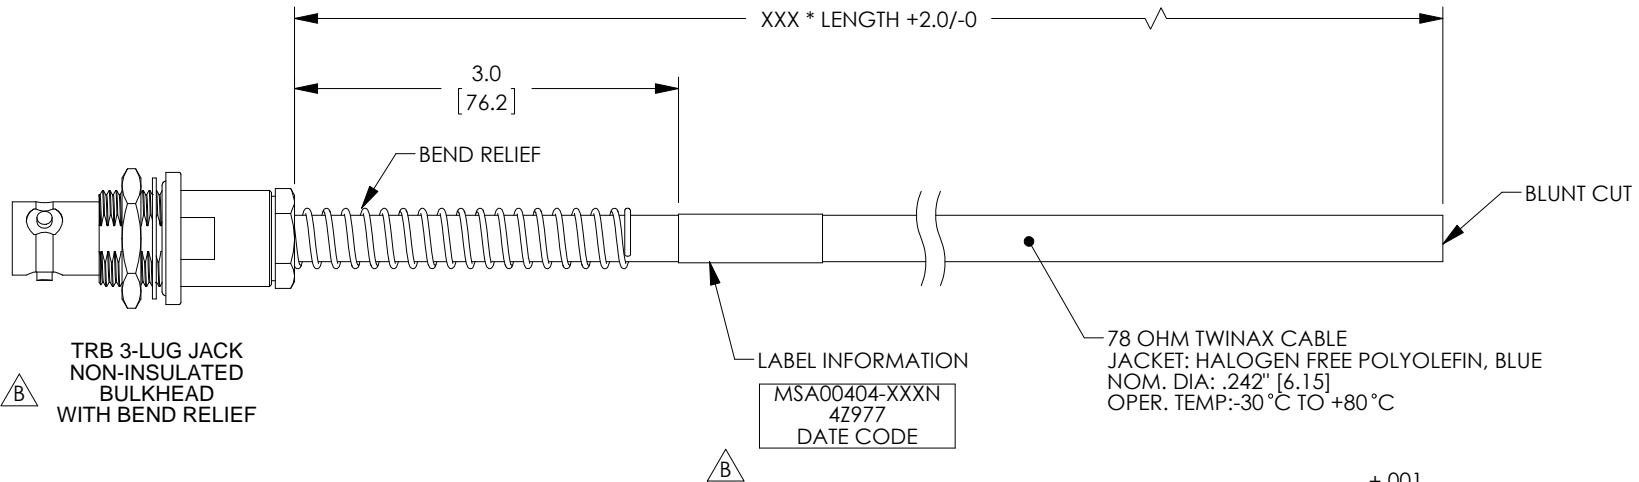 XXX * LENGTH +2.0/-0
3.0
[76.2]
BEND RELIEF
BLUNT CUT
TRB 3-LUG JACK
NON-INSULATED
BULKHEAD
WITH BEND RELIEF
B
LABEL INFORMATION
MSA00404-XXXN
4Z977
DATE CODE
B
78 OHM TWINAX CABLE
JACKET: HALOGEN FREE POLYOLEFIN, BLUE
NOM. DIA: .242" [6.15]
OPER. TEMP:-30°C TO +80°C